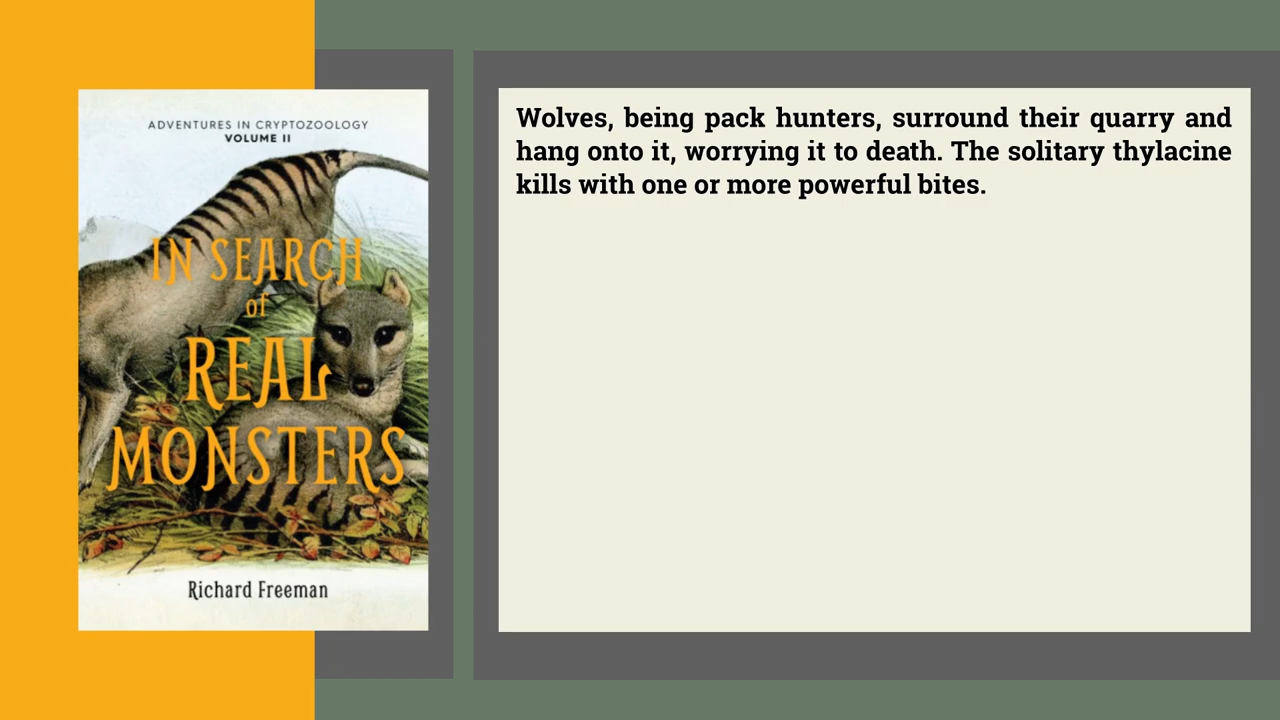 ADVENTURES IN CRYPTOZOOLOGY
VOLUME II
IN SEARCH
of
REAL
MONSTERS
Richard Freeman
Wolves, being pack hunters, surround their quarry and
hang onto it, worrying it to death. The solitary thylacine
kills with one or more powerful bites.